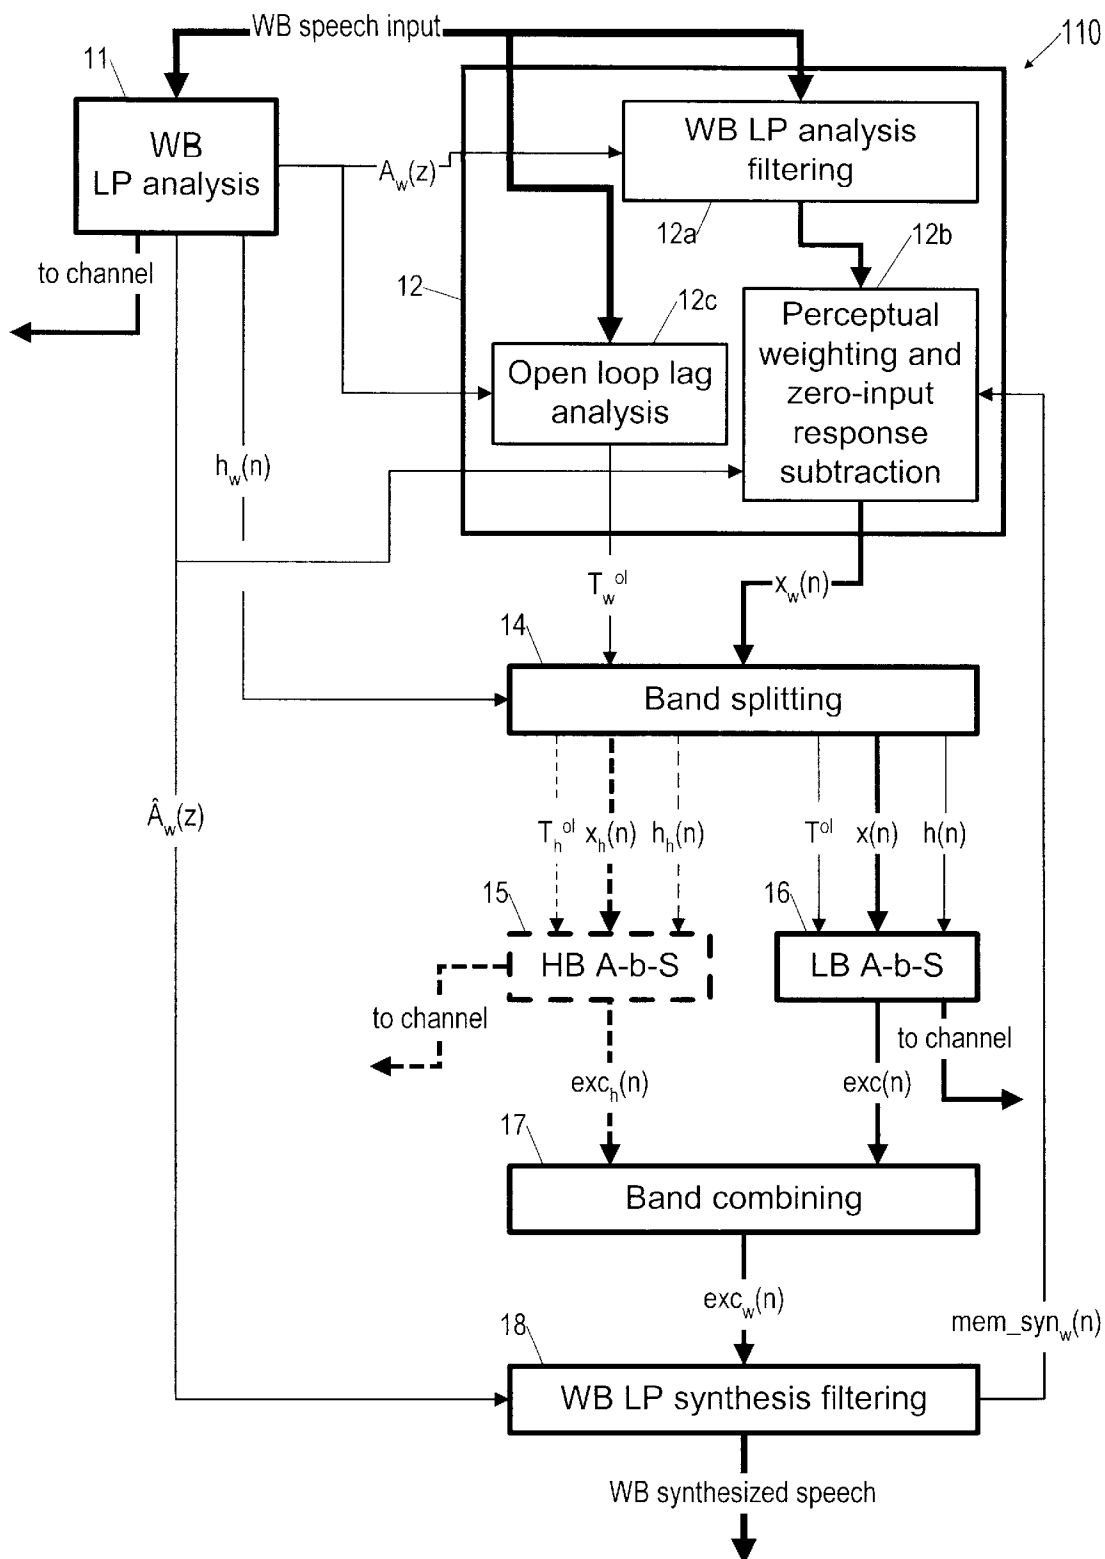 WB speech input
110
11
WB
LP analysis
WB LP analysis
filtering
A_w(z)
12a
12b
to channel
12
12c
Perceptual
weighting and
zero-input
response
subtraction
Open loop lag
analysis
h_w(n)
T_w^ol
x_w(n)
14
Band splitting
Â_w(z)
T_h^ol
x_h(n)
h_h(n)
T^ol
x(n)
h(n)
15
16
HB A-b-S
LB A-b-S
to channel
to channel
exc_h(n)
exc(n)
17
Band combining
exc_w(n)
mem_syn_w(n)
18
WB LP synthesis filtering
WB synthesized speech